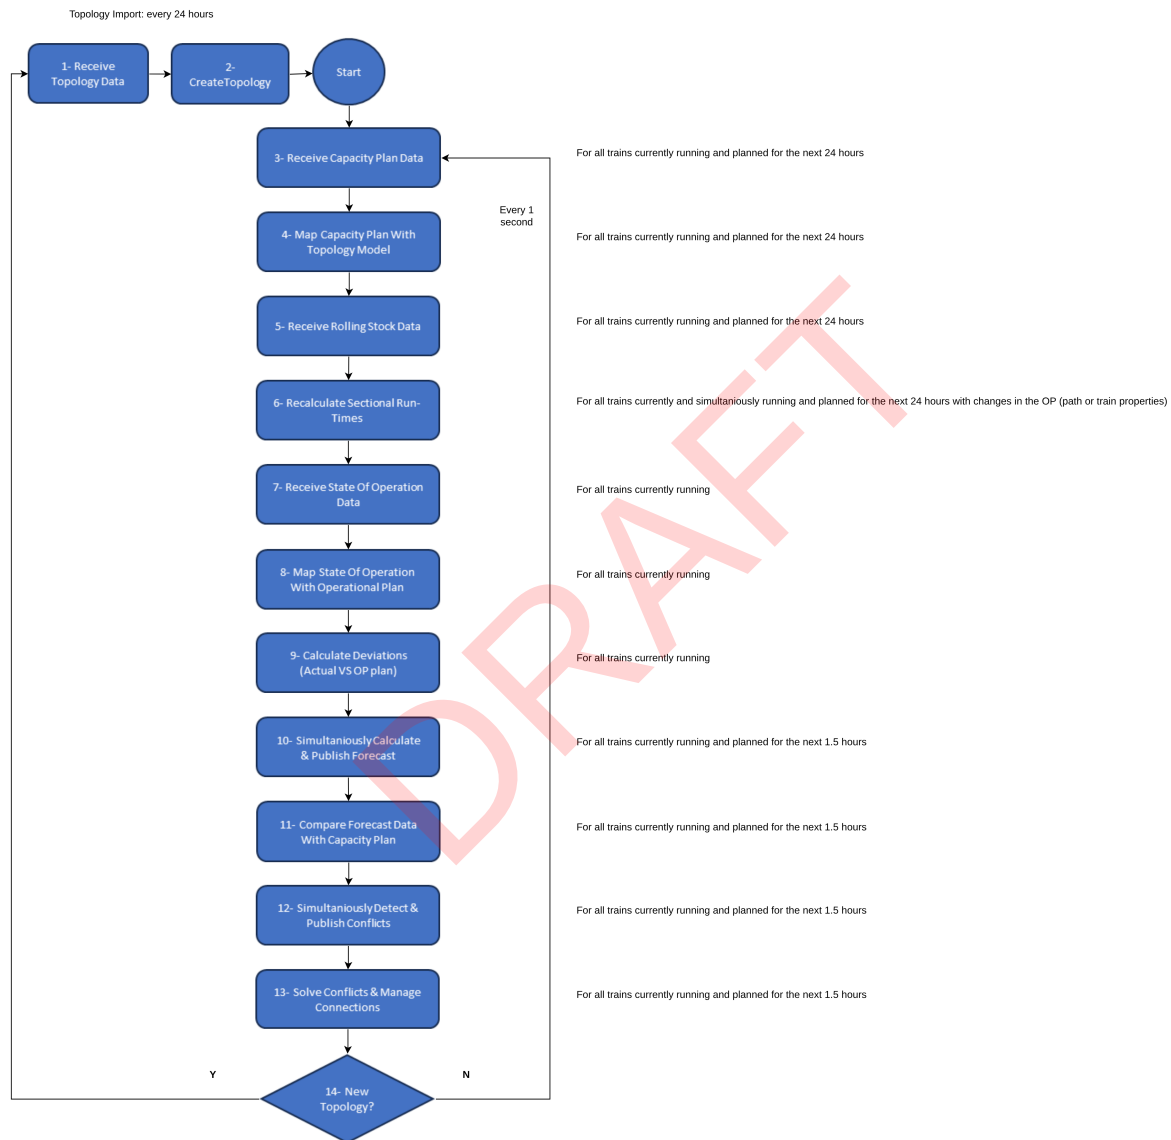 Topology Import: every 24 hours
1- Receive
Topology Data
2-
CreateTopology
Start
3- Receive Capacity Plan Data
For all trains currently running and planned for the next 24 hours
Every 1
second
4- Map Capacity Plan With
Topology Model
For all trains currently running and planned for the next 24 hours
5- Receive Rolling Stock Data
For all trains currently running and planned for the next 24 hours
6- Recalculate Sectional Run-
Times
For all trains currently and simultaniously running and planned for the next 24 hours with changes in the OP (path or train properties)
7- Receive State Of Operation
Data
For all trains currently running
8- Map State Of Operation
With Operational Plan
For all trains currently running
9- Calculate Deviations
(Actual VS OP plan)
For all trains currently running
10- Simultaniously Calculate
& Publish Forecast
For all trains currently running and planned for the next 1.5 hours
11- Compare Forecast Data
With Capacity Plan
For all trains currently running and planned for the next 1.5 hours
12- Simultaniously Detect &
Publish Conflicts
For all trains currently running and planned for the next 1.5 hours
13- Solve Conflicts & Manage
Connections
For all trains currently running and planned for the next 1.5 hours
Y
N
14- New
Topology?
DRAFT